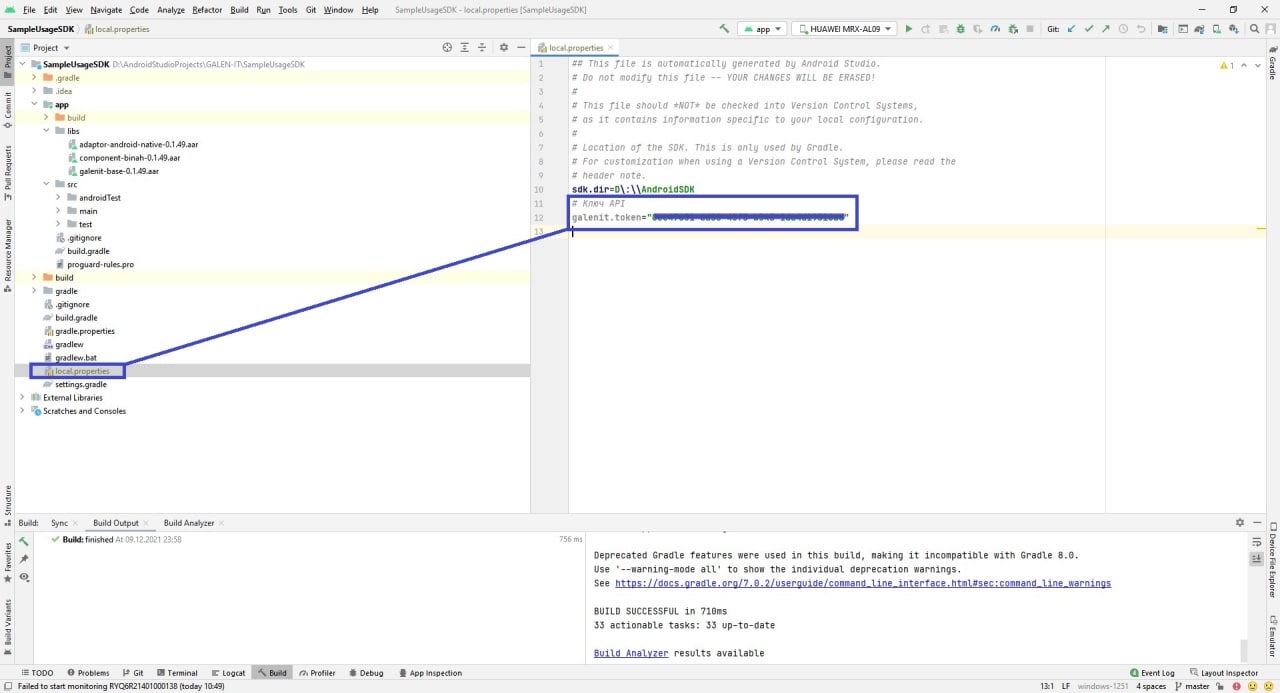 File Edit View Navigate Code Analyze Refactor Build Run Tools Git Window Help SampleUsageSDK - local.properties [SampleUsageSDK]
SampleUsageSDK local.properties app HUAWEI MRX-AL09 Git:
Project
local.properties
SampleUsageSDK D:\AndroidStudioProjects\GALEN-IT\SampleUsageSDK
.gradle
.idea
app
build
libs
adaptor-android-native-0.1.49.aar
component-binah-0.1.49.aar
galenit-base-0.1.49.aar
src
androidTest
main
test
.gitignore
build.gradle
proguard-rules.pro
build
gradle
.gitignore
build.gradle
gradle.properties
gradlew
gradlew.bat
local.properties
settings.gradle
External Libraries
Scratches and Consoles
1 ## This file is automatically generated by Android Studio.
2 # Do not modify this file -- YOUR CHANGES WILL BE ERASED!
3 #
4 # This file should *NOT* be checked into Version Control Systems,
5 # as it contains information specific to your local configuration.
6 #
7 # Location of the SDK. This is only used by Gradle.
8 # For customization when using a Version Control System, please read the
9 # header note.
10 sdk.dir=D\:\\AndroidSDK
11 # Ключ API
12 galenit.token="
13
1
Project
Commit
Pull Requests
Resource Manager
Structure
Favorites
Build Variants
Gradle
Device File Explorer
Emulator
Build: Sync Build Output Build Analyzer
Build: finished At 09.12.2021 23:58 756 ms
Deprecated Gradle features were used in this build, making it incompatible with Gradle 8.0.
Use '--warning-mode all' to show the individual deprecation warnings.
See https://docs.gradle.org/7.0.2/userguide/command_line_interface.html#sec:command_line_warnings
BUILD SUCCESSFUL in 710ms
33 actionable tasks: 33 up-to-date
Build Analyzer results available
TODO Problems Git Terminal Logcat Build Profiler Debug App Inspection Event Log Layout Inspector
Failed to start monitoring RYQ6R21401000138 (today 10:49) 13:1 LF windows-1251 4 spaces master